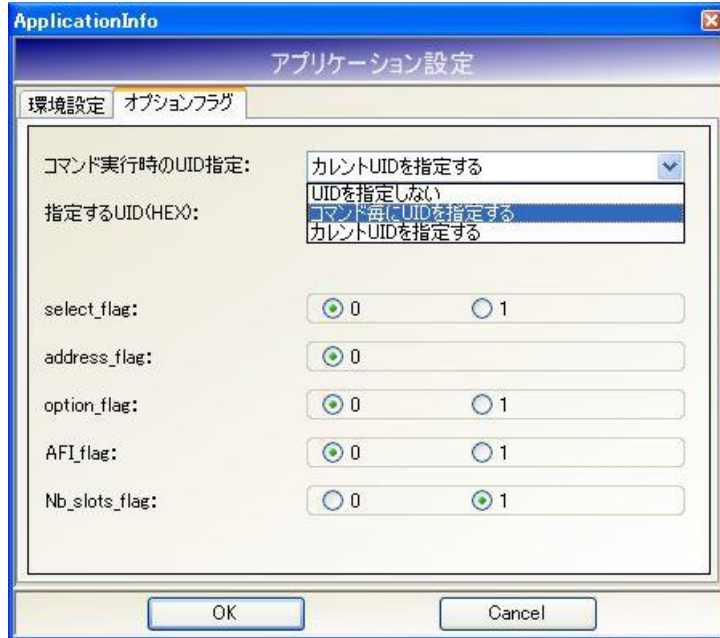 ApplicationInfo
アプリケーション設定
環境設定 オプションフラグ
コマンド実行時のUID指定: カレントUIDを指定する
UIDを指定しない
指定するUID(HEX): コマンド毎にUIDを指定する
カレントUIDを指定する
select_flag: 0 1
address_flag: 0
option_flag: 0 1
AFI_flag: 0 1
Nb_slots_flag: 0 1
OK Cancel